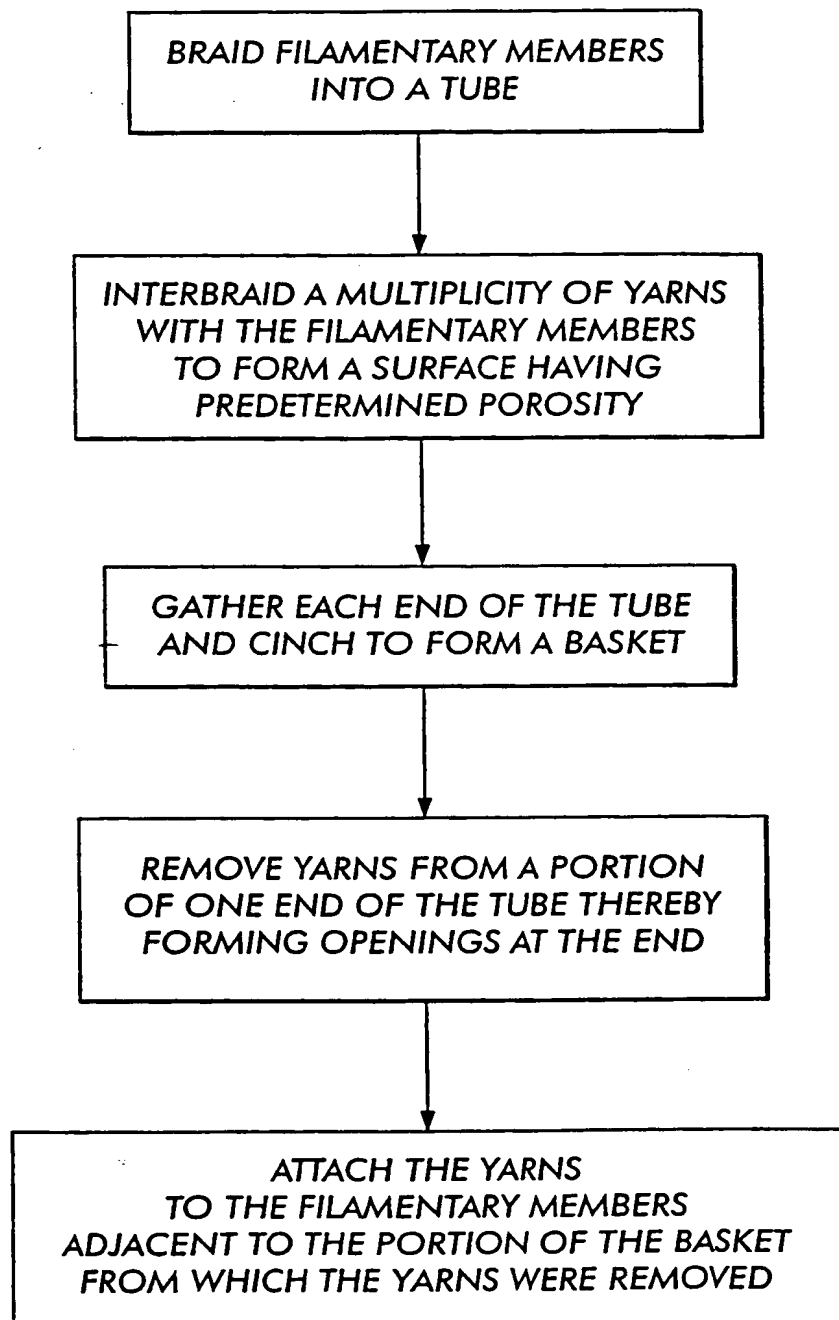 BRAID FILAMENTARY MEMBERS
INTO A TUBE
INTERBRAID A MULTIPLICITY OF YARNS
WITH THE FILAMENTARY MEMBERS
TO FORM A SURFACE HAVING
PREDETERMINED POROSITY
GATHER EACH END OF THE TUBE
AND CINCH TO FORM A BASKET
REMOVE YARNS FROM A PORTION
OF ONE END OF THE TUBE THEREBY
FORMING OPENINGS AT THE END
ATTACH THE YARNS
TO THE FILAMENTARY MEMBERS
ADJACENT TO THE PORTION OF THE BASKET
FROM WHICH THE YARNS WERE REMOVED